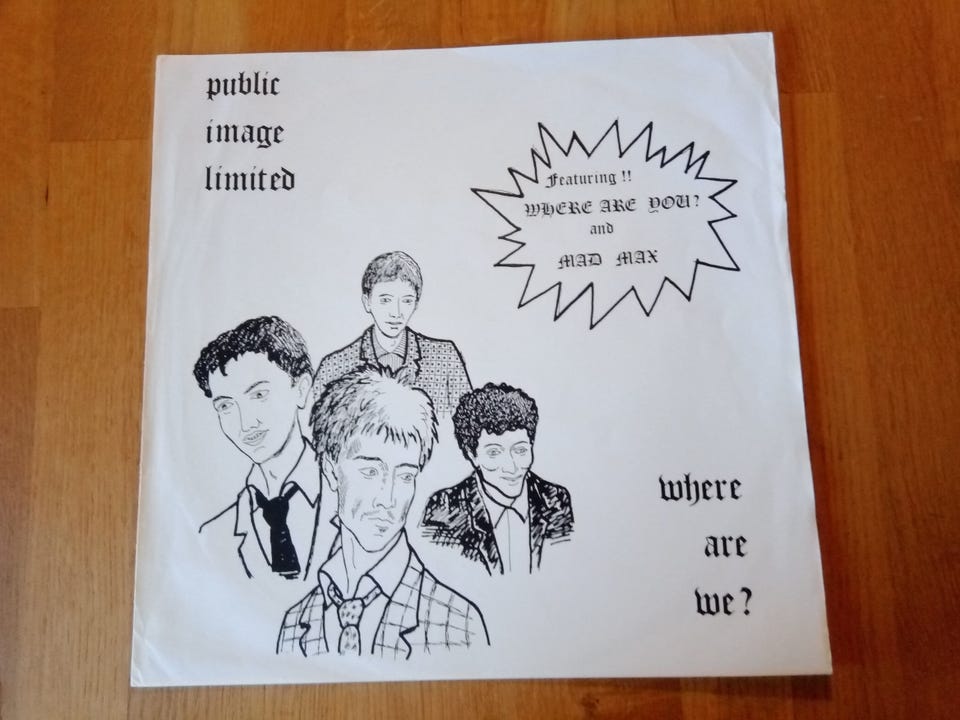 public
image
limited
Featuring !!
WHERE ARE YOU?
and
MAD MAX
where
are
we?